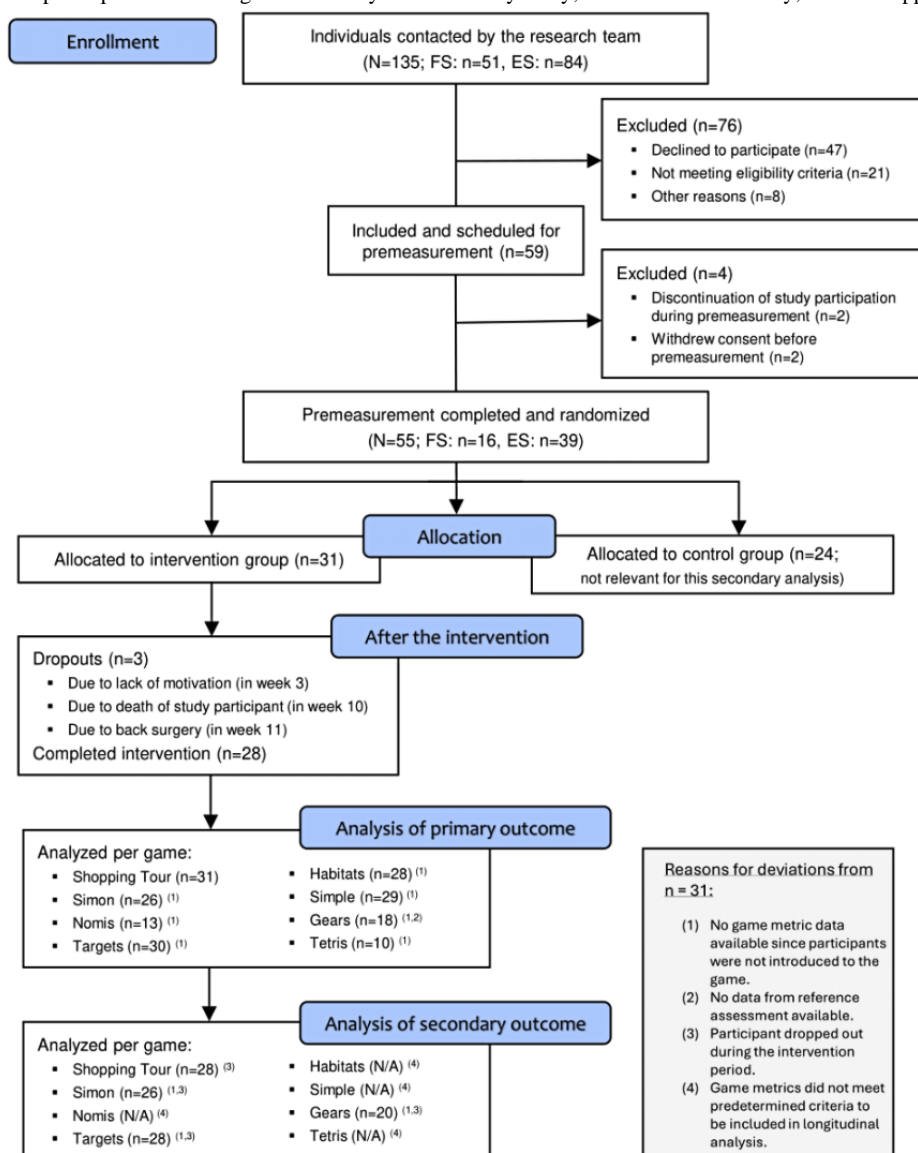 Enrollment
Individuals contacted by the research team
(N=135; FS: n=51, ES: n=84)
Excluded (n=76)
▪ Declined to participate (n=47)
▪ Not meeting eligibility criteria (n=21)
▪ Other reasons (n=8)
Included and scheduled for
premeasurement (n=59)
Excluded (n=4)
▪ Discontinuation of study participation
during premeasurement (n=2)
▪ Withdrew consent before
premeasurement (n=2)
Premeasurement completed and randomized
(N=55; FS: n=16, ES: n=39)
Allocation
Allocated to intervention group (n=31)
Allocated to control group (n=24;
not relevant for this secondary analysis)
After the intervention
Dropouts (n=3)
▪ Due to lack of motivation (in week 3)
▪ Due to death of study participant (in week 10)
▪ Due to back surgery (in week 11)
Completed intervention (n=28)
Analysis of primary outcome
Analyzed per game:
▪ Shopping Tour (n=31)
▪ Simon (n=26) (1)
▪ Nomis (n=13) (1)
▪ Targets (n=30) (1)
▪ Habitats (n=28) (1)
▪ Simple (n=29) (1)
▪ Gears (n=18) (1,2)
▪ Tetris (n=10) (1)
Analysis of secondary outcome
Analyzed per game:
▪ Shopping Tour (n=28) (3)
▪ Simon (n=26) (1,3)
▪ Nomis (N/A) (4)
▪ Targets (n=28) (1,3)
▪ Habitats (N/A) (4)
▪ Simple (N/A) (4)
▪ Gears (n=20) (1,3)
▪ Tetris (N/A) (4)
Reasons for deviations from
n = 31:
(1) No game metric data
available since participants
were not introduced to the
game.
(2) No data from reference
assessment available.
(3) Participant dropped out
during the intervention
period.
(4) Game metrics did not meet
predetermined criteria to
be included in longitudinal
analysis.